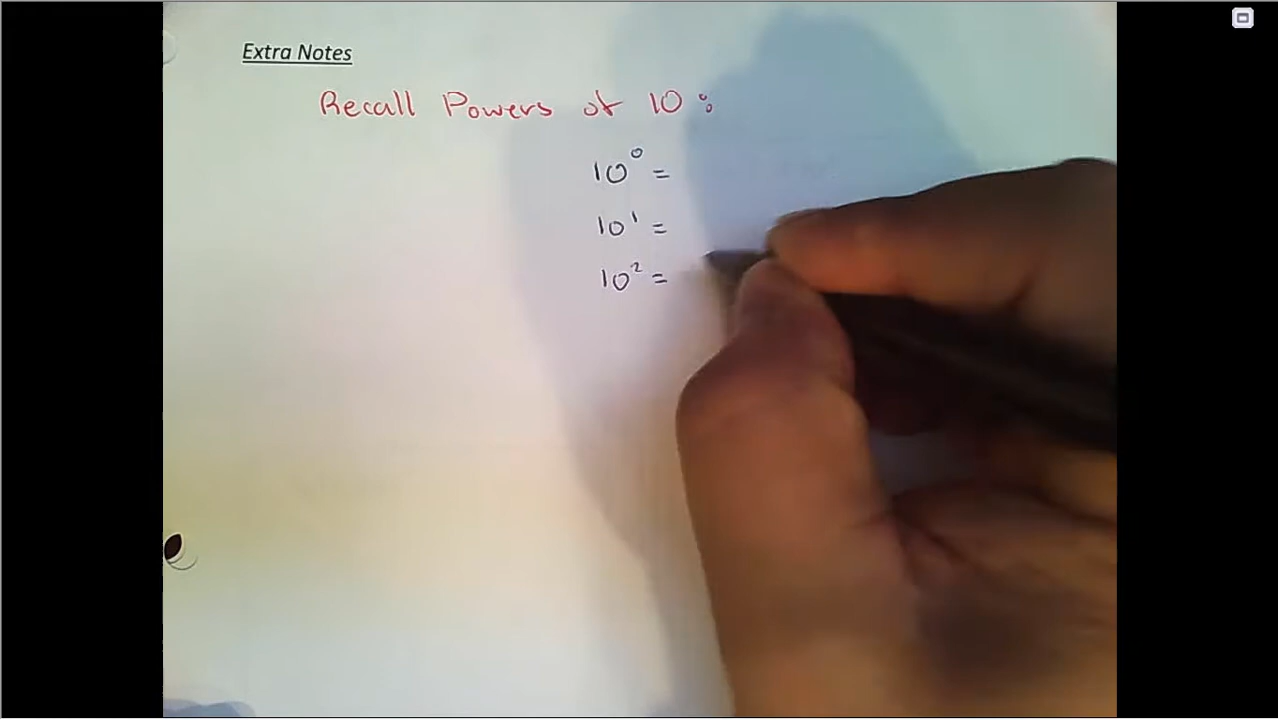 Extra Notes
Recall Powers of 10:
10⁰ =
10¹ =
10² =